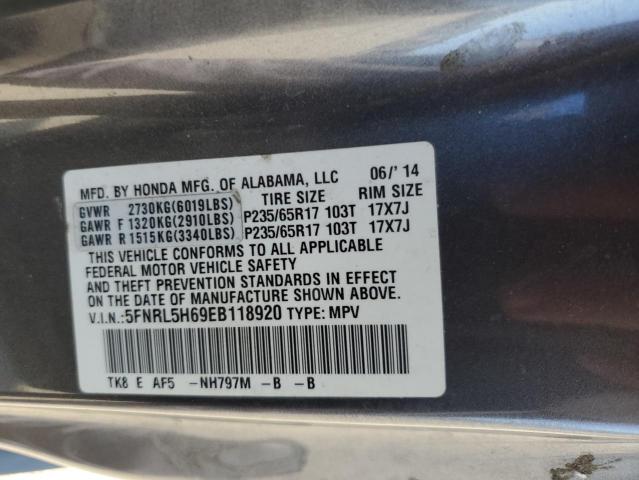 MFD. BY HONDA MFG. OF ALABAMA, LLC 06/' 14
TIRE SIZE RIM SIZE
GVWR 2730KG(6019LBS)
GAWR F 1320KG(2910LBS) P235/65R17 103T 17X7J
GAWR R 1515KG(3340LBS) P235/65R17 103T 17X7J
THIS VEHICLE CONFORMS TO ALL APPLICABLE
FEDERAL MOTOR VEHICLE SAFETY
AND THEFT PREVENTION STANDARDS IN EFFECT
ON THE DATE OF MANUFACTURE SHOWN ABOVE.
V.I.N.:5FNRL5H69EB118920 TYPE: MPV
TK8 E AF5 -NH797M -B -B